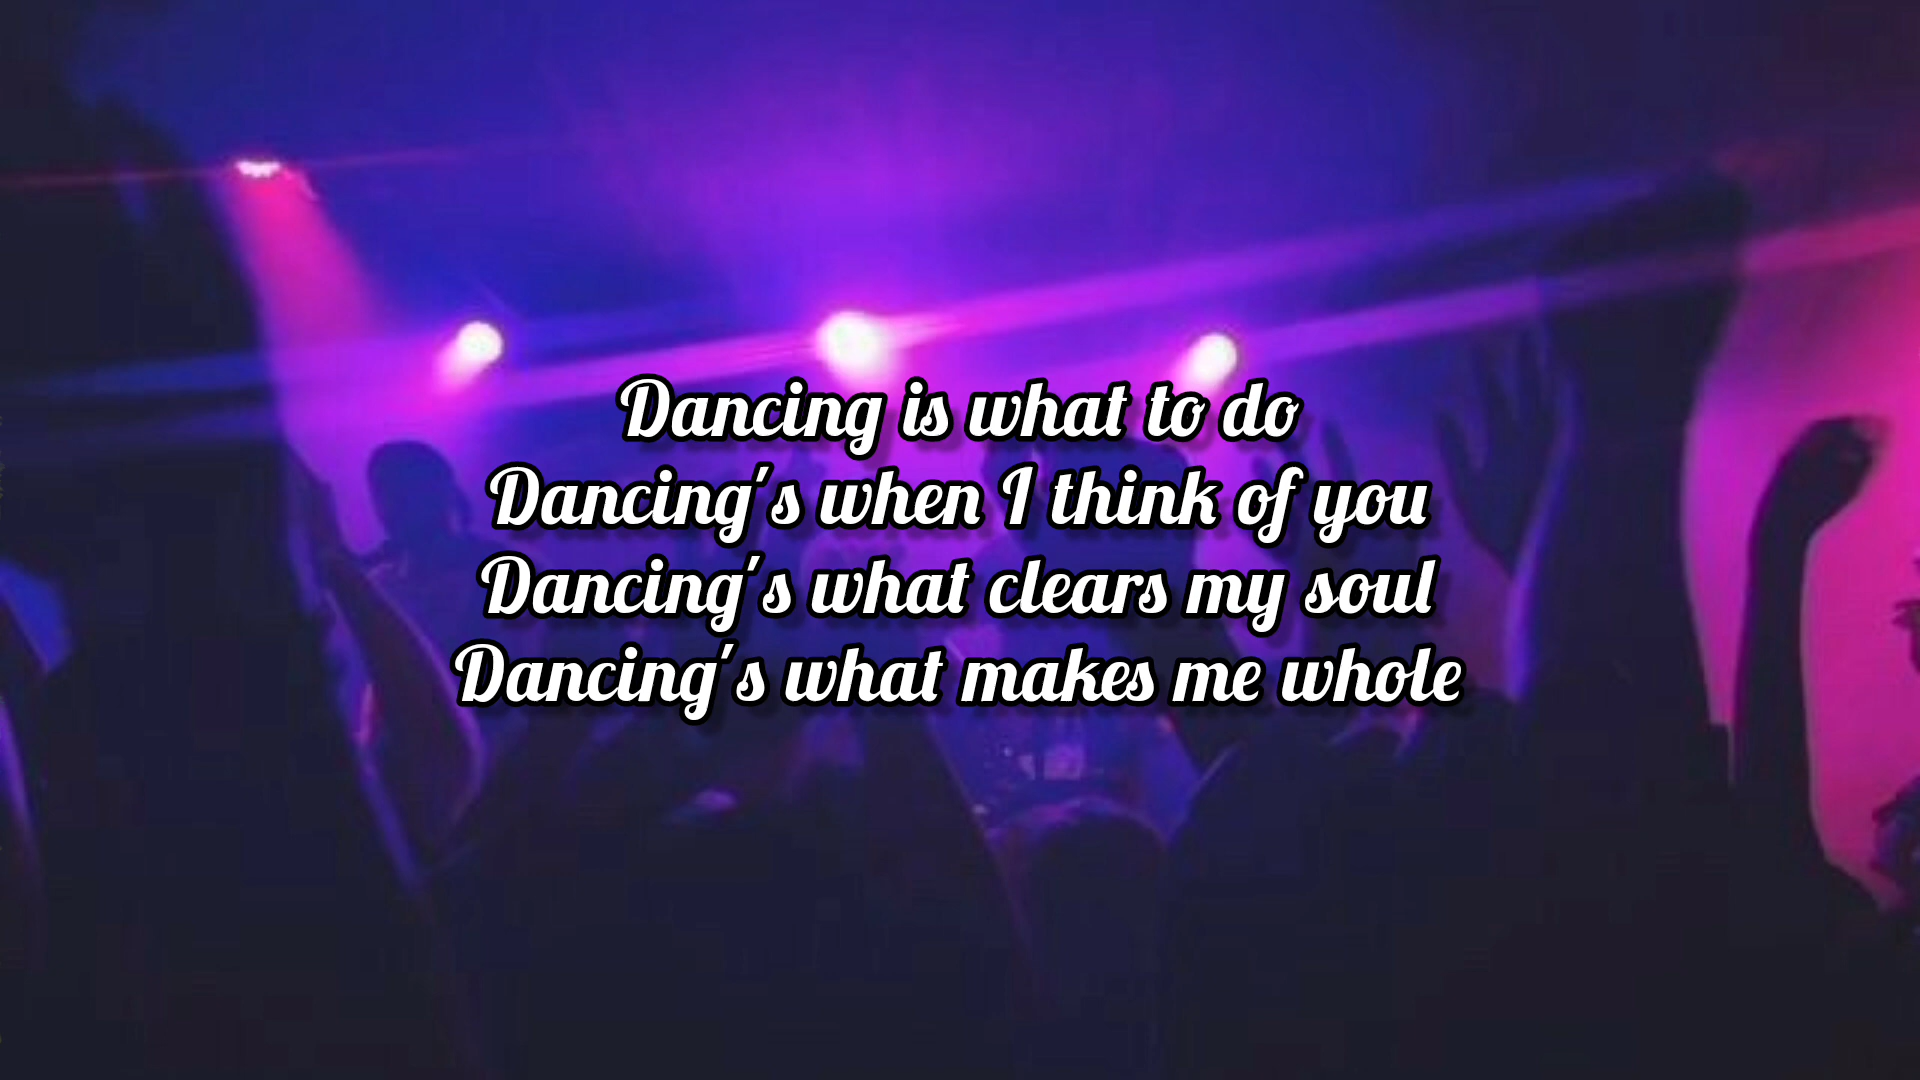 Dancing is what to do
Dancing's when I think of you
Dancing's what clears my soul
Dancing's what makes me whole